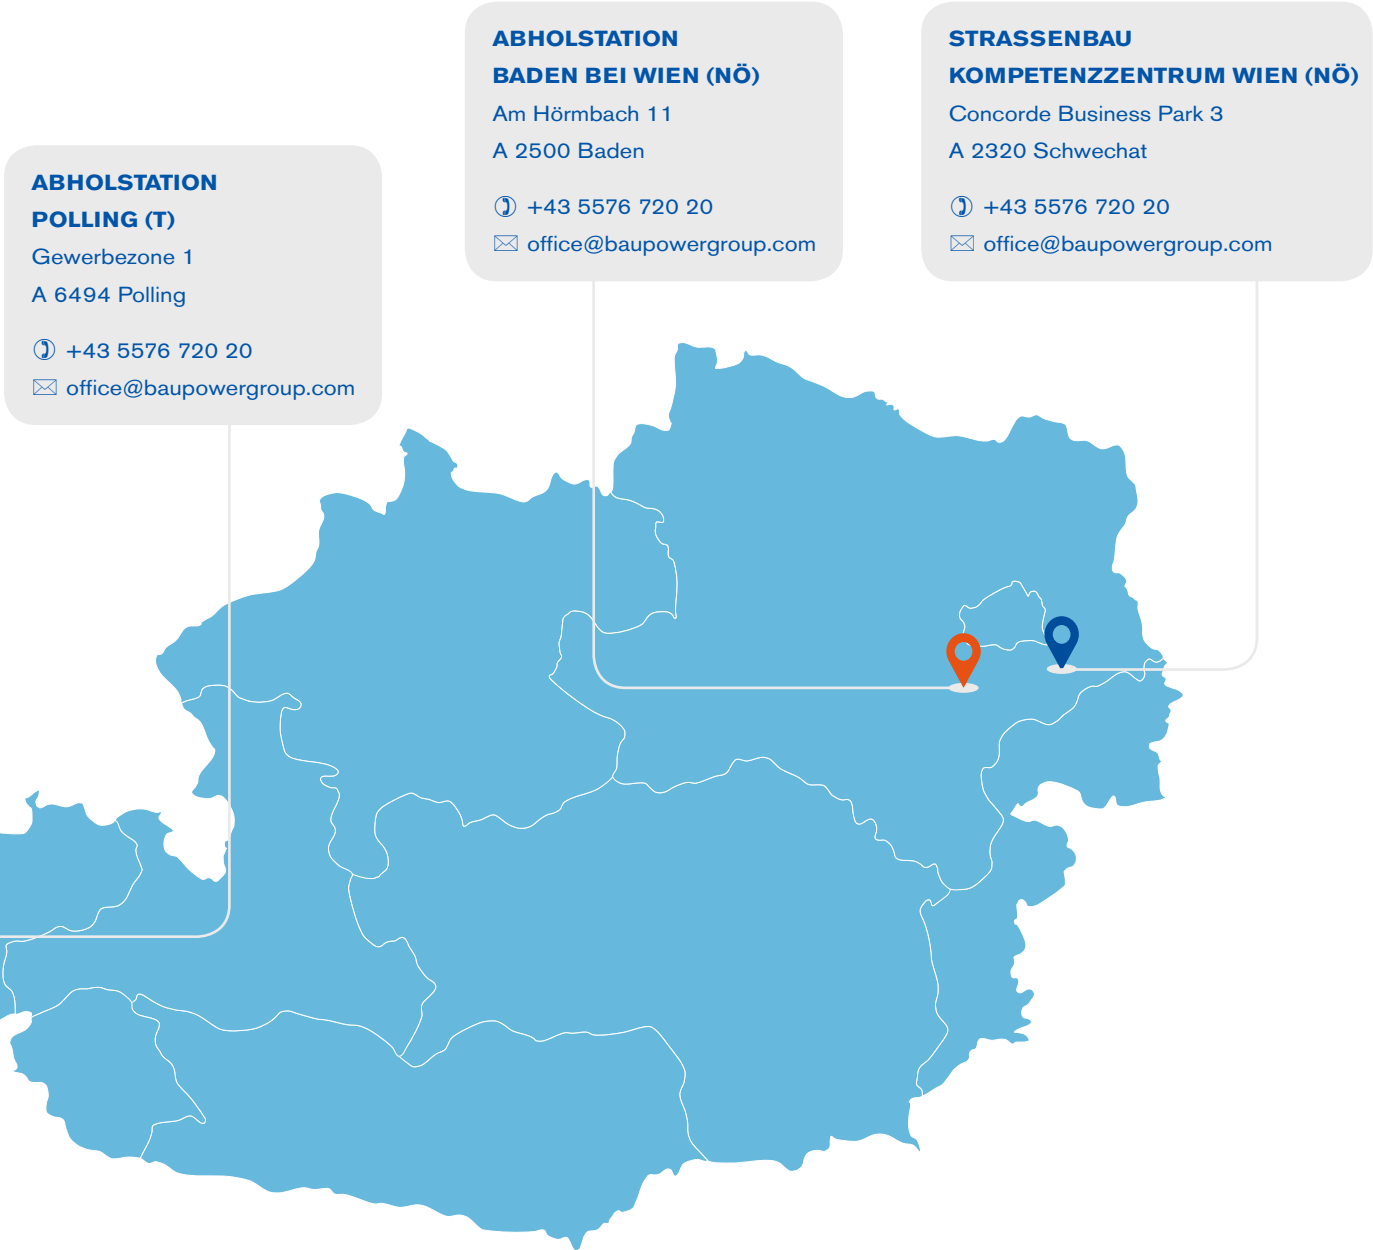 ABHOLSTATION
POLLING (T)
Gewerbezone 1
A 6494 Polling
+43 5576 720 20
office@baupowergroup.com
ABHOLSTATION
BADEN BEI WIEN (NÖ)
Am Hörmbach 11
A 2500 Baden
+43 5576 720 20
office@baupowergroup.com
STRASSENBAU
KOMPETENZZENTRUM WIEN (NÖ)
Concorde Business Park 3
A 2320 Schwechat
+43 5576 720 20
office@baupowergroup.com